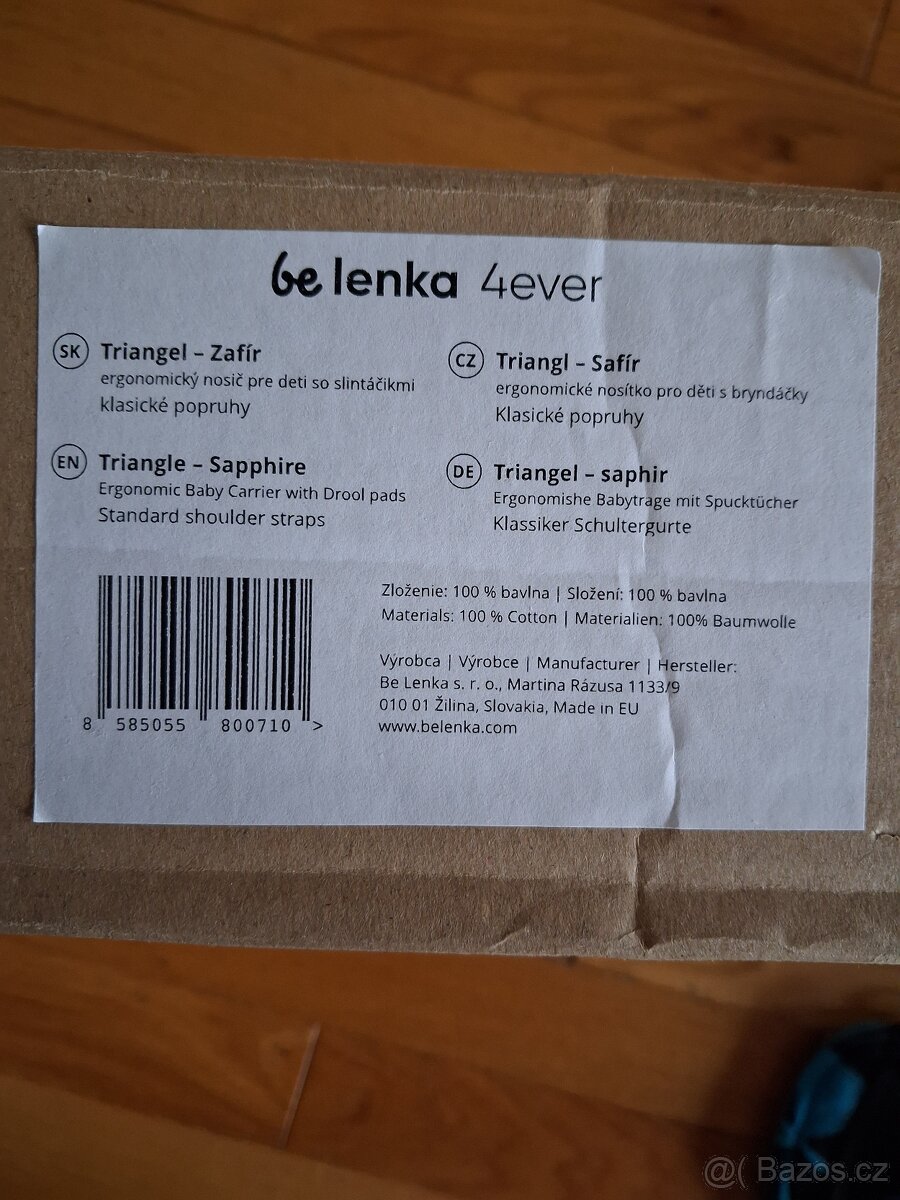 be lenka 4ever
SK Triangel – Zafír
ergonomický nosič pre deti so slintáčikmi
klasické popruhy
CZ Triangl – Safír
ergonomické nosítko pro děti s bryndáčky
Klasické popruhy
EN Triangle – Sapphire
Ergonomic Baby Carrier with Drool pads
Standard shoulder straps
DE Triangel – saphir
Ergonomishe Babytrage mit Spucktücher
Klassiker Schultergurte
8 585055 800710 >
Zloženie: 100 % bavlna | Složení: 100 % bavlna
Materials: 100 % Cotton | Materialien: 100% Baumwolle
Výrobca | Výrobce | Manufacturer | Hersteller:
Be Lenka s. r. o., Martina Rázusa 1133/9
010 01 Žilina, Slovakia, Made in EU
www.belenka.com
@( Bazos.cz